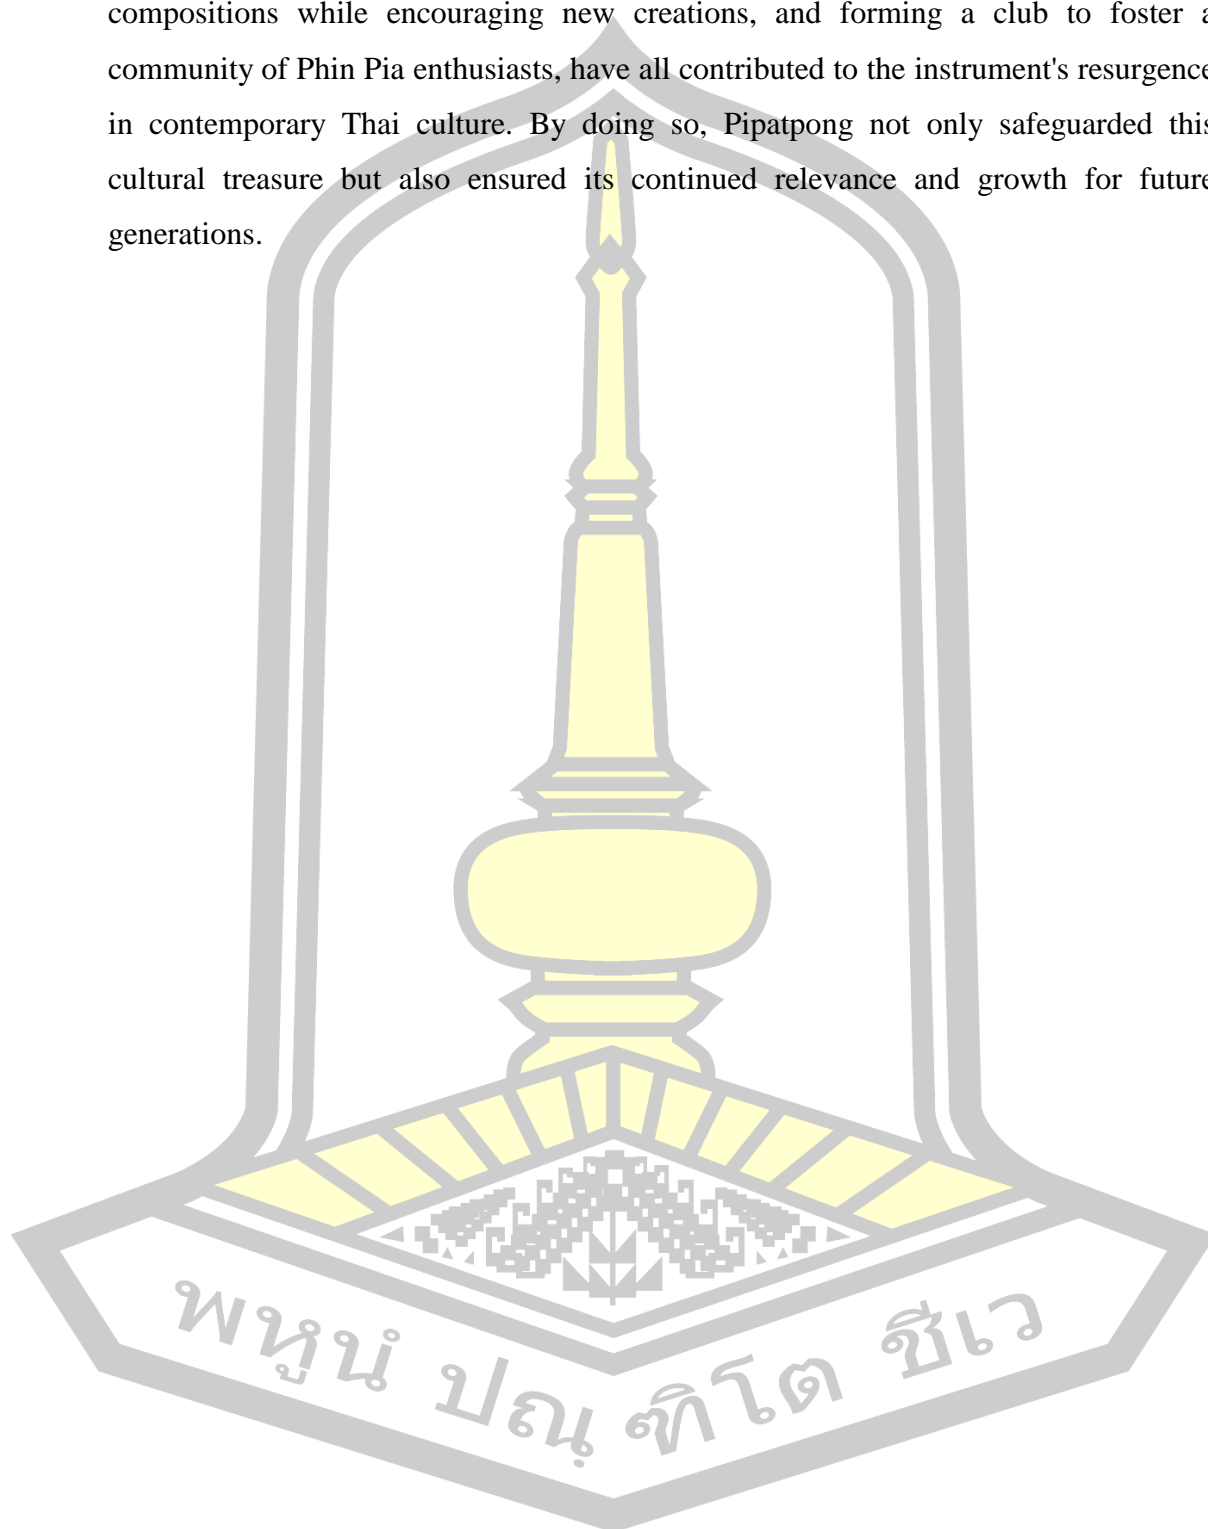 compositions while encouraging new creations, and forming a club to foster a
community of Phin Pia enthusiasts, have all contributed to the instrument's resurgence
in contemporary Thai culture. By doing so, Pipatpong not only safeguarded this
cultural treasure but also ensured its continued relevance and growth for future
generations.
พหูนํ ปณฺฑิโต ชีเว